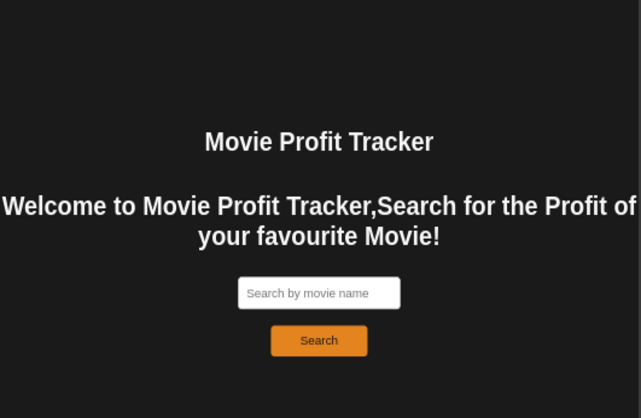 Movie Profit Tracker
Welcome to Movie Profit Tracker,Search for the Profit of
your favourite Movie!
Search by movie name
Search